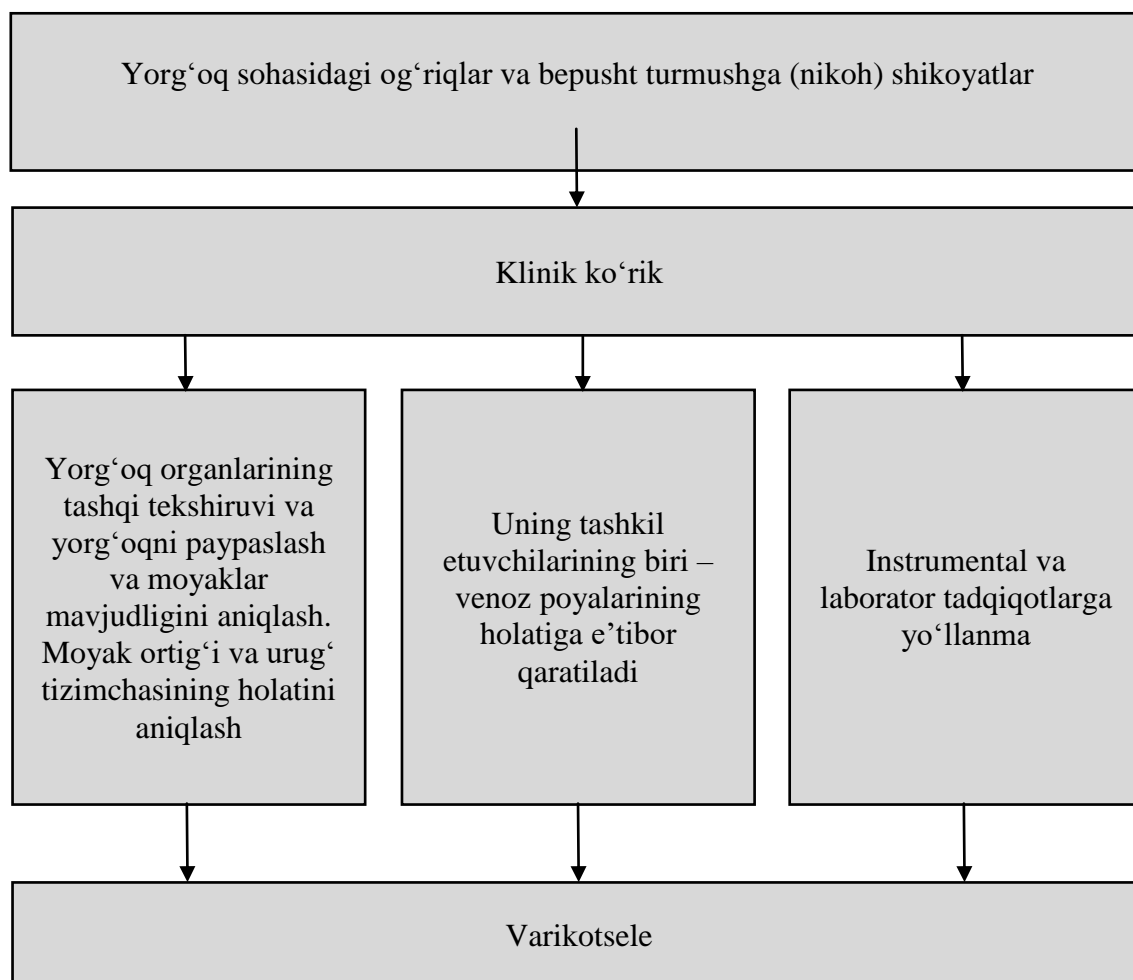 Yorg‘oq sohasidagi og‘riqlar va bepusht turmushga (nikoh) shikoyatlar
Klinik ko‘rik
Yorg‘oq organlarining
tashqi tekshiruvi va
yorg‘oqni paypaslash
va moyaklar
mavjudligini aniqlash.
Moyak ortig‘i va urug‘
tizimchasining holatini
aniqlash
Uning tashkil
etuvchilarining biri –
venoz poyalarining
holatiga e’tibor
qaratiladi
Instrumental va
laborator tadqiqotlarga
yo‘llanma
Varikotsele